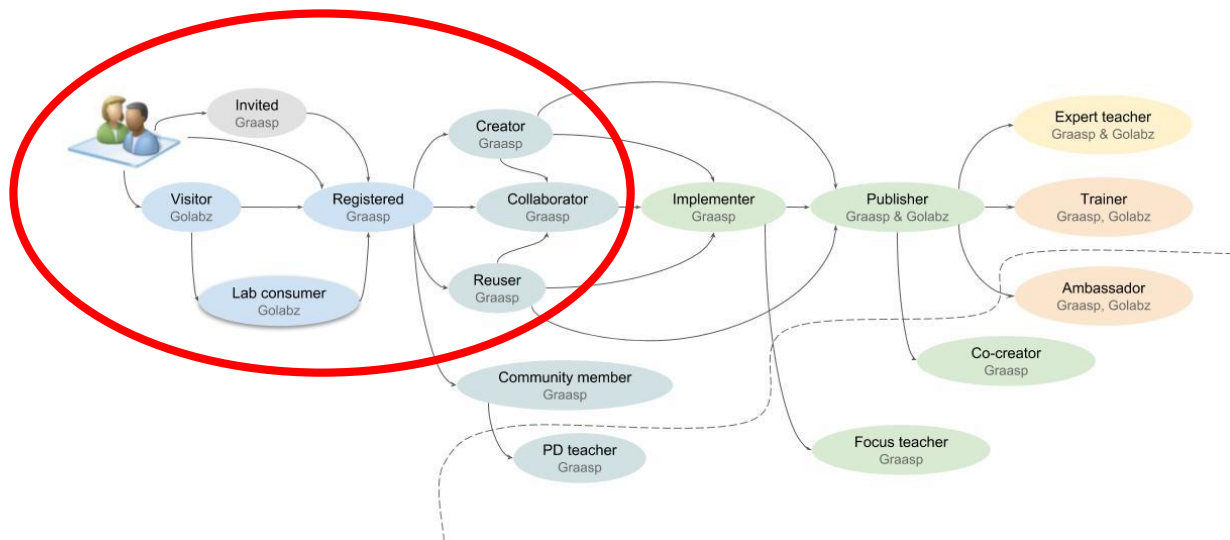 Invited
Graasp
Creator
Graasp
Expert teacher
Graasp & Golabz
Visitor
Golabz
Registered
Graasp
Collaborator
Graasp
Implementer
Graasp
Publisher
Graasp & Golabz
Trainer
Graasp, Golabz
Lab consumer
Golabz
Reuser
Graasp
Ambassador
Graasp, Golabz
Co-creator
Graasp
Community member
Graasp
PD teacher
Graasp
Focus teacher
Graasp